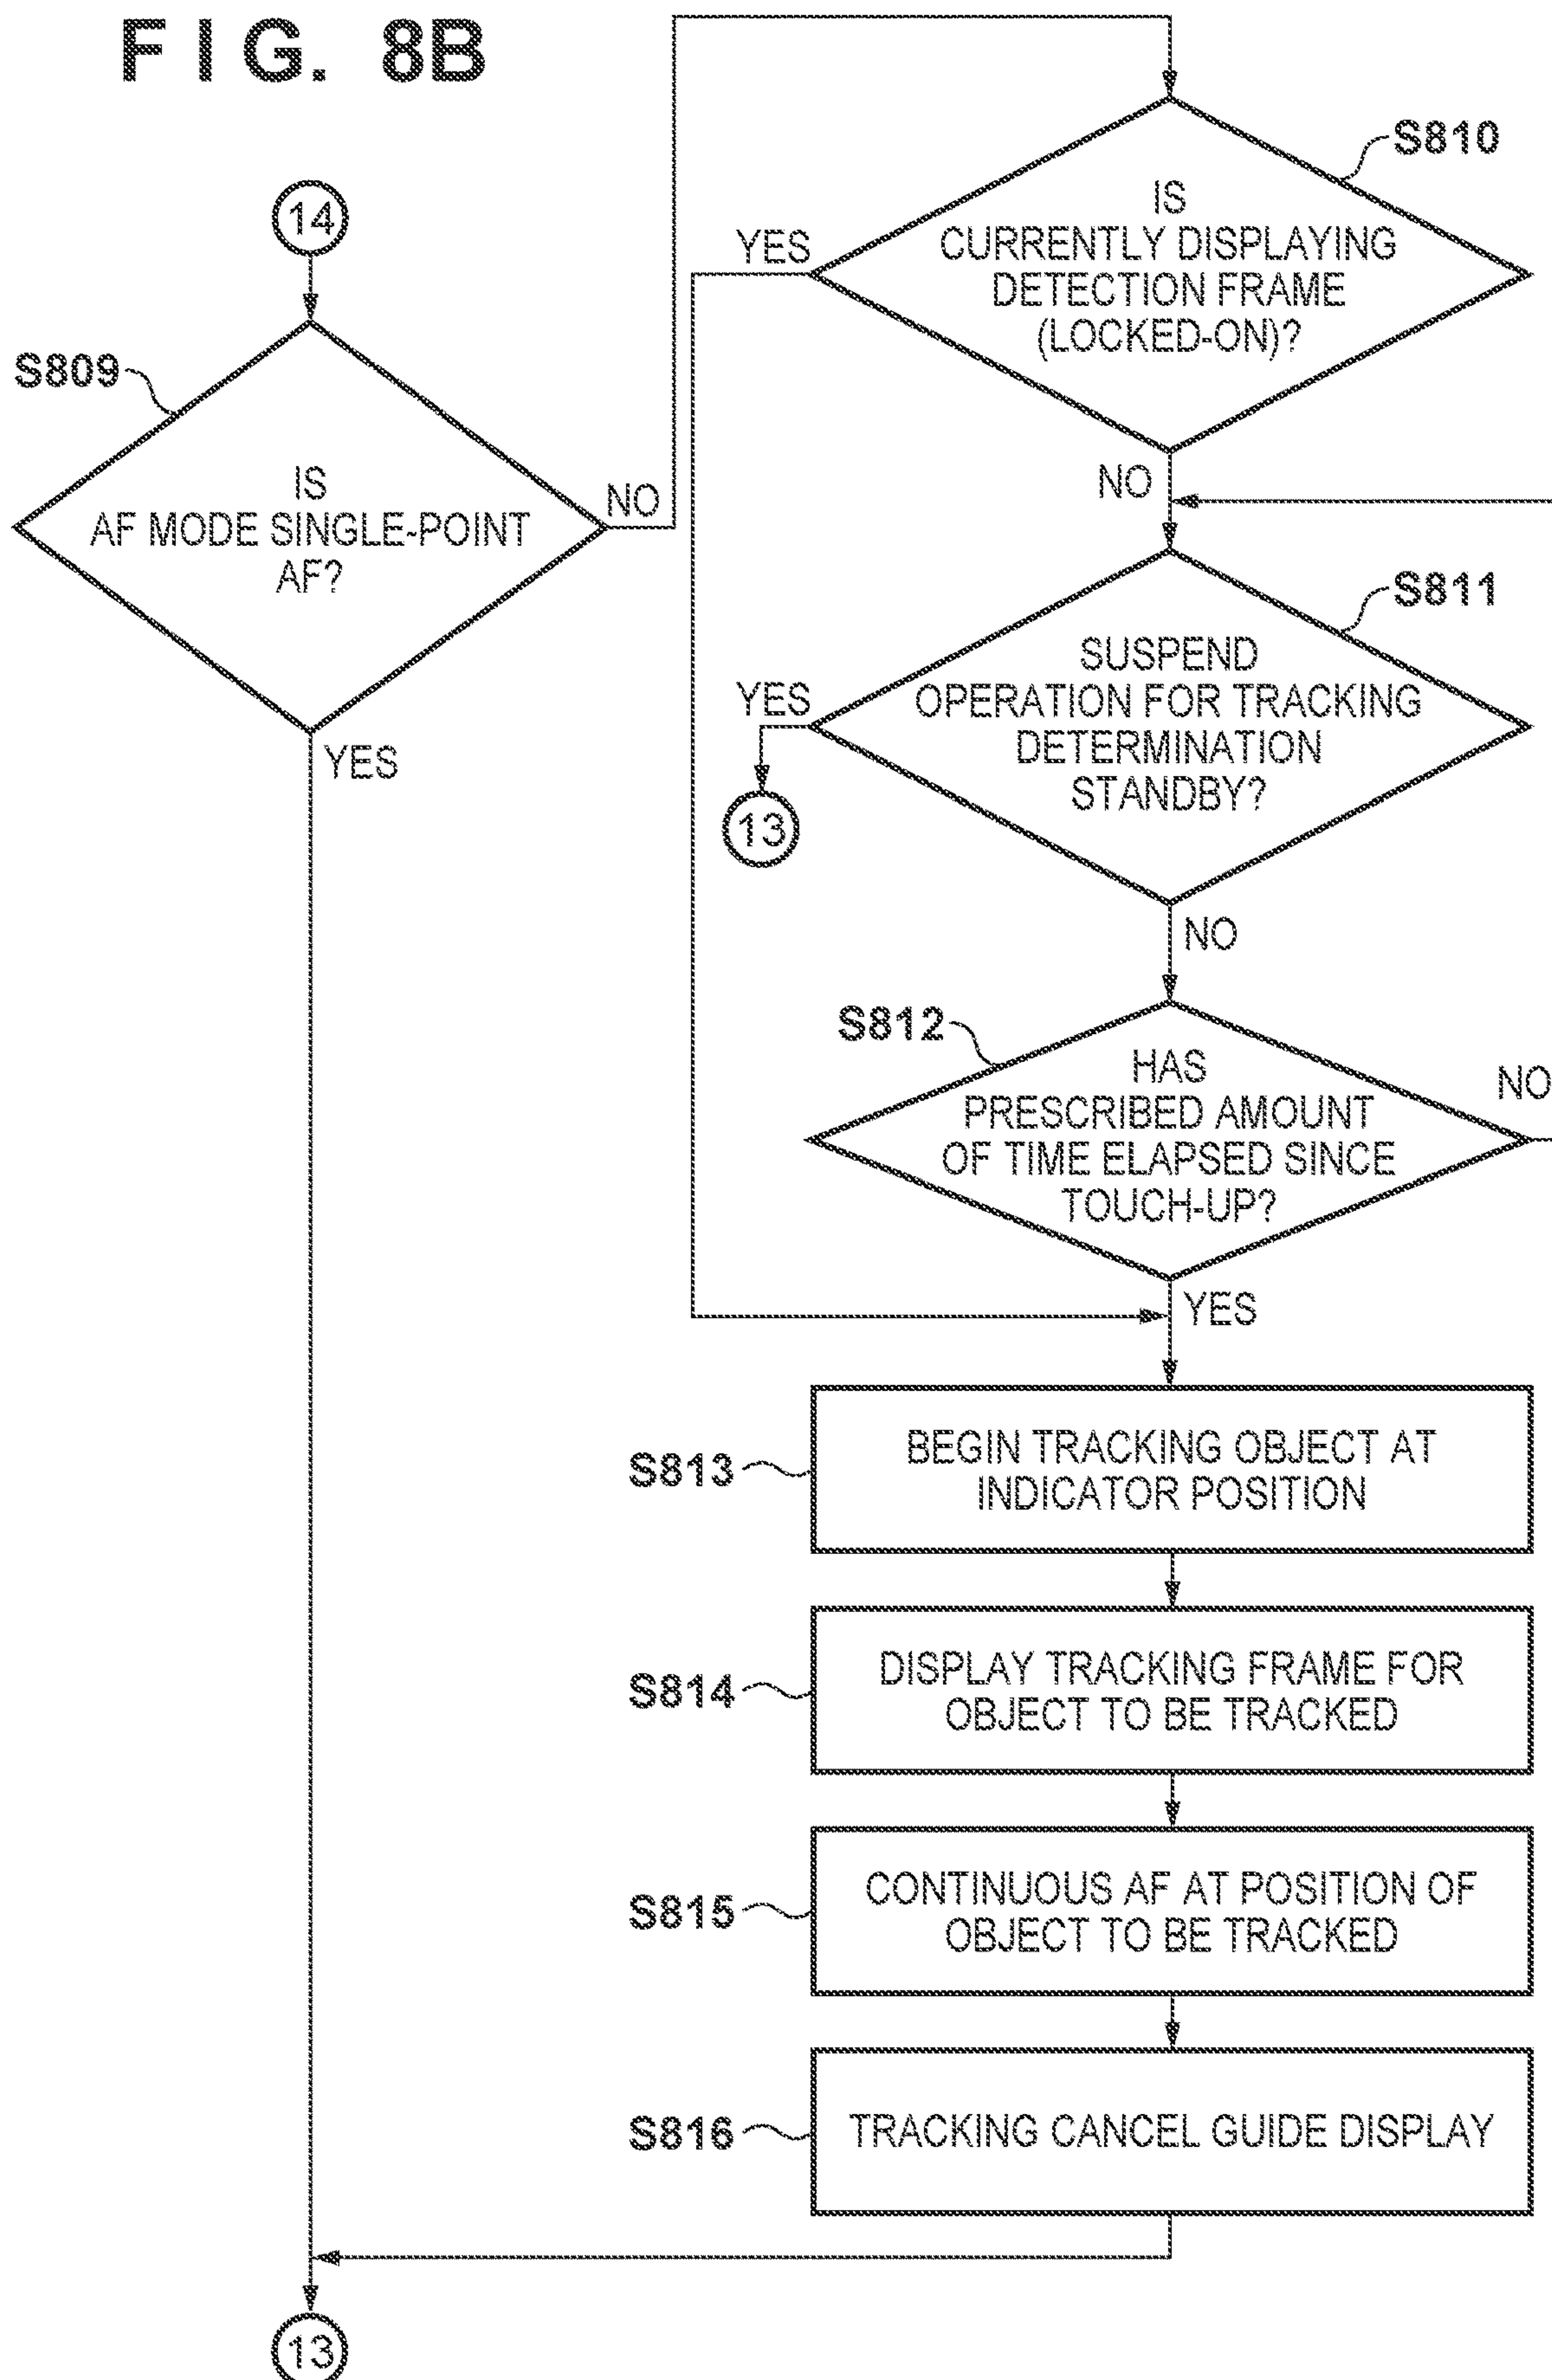 FIG. 8B
14
S809
IS
AF MODE SINGLE-POINT
AF?
NO
YES
S810
IS
CURRENTLY DISPLAYING
DETECTION FRAME
(LOCKED-ON)?
YES
NO
S811
SUSPEND
OPERATION FOR TRACKING
DETERMINATION
STANDBY?
YES
13
NO
S812
HAS
PRESCRIBED AMOUNT
OF TIME ELAPSED SINCE
TOUCH-UP?
NO
YES
S813
BEGIN TRACKING OBJECT AT
INDICATOR POSITION
S814
DISPLAY TRACKING FRAME FOR
OBJECT TO BE TRACKED
S815
CONTINUOUS AF AT POSITION OF
OBJECT TO BE TRACKED
S816
TRACKING CANCEL GUIDE DISPLAY
13